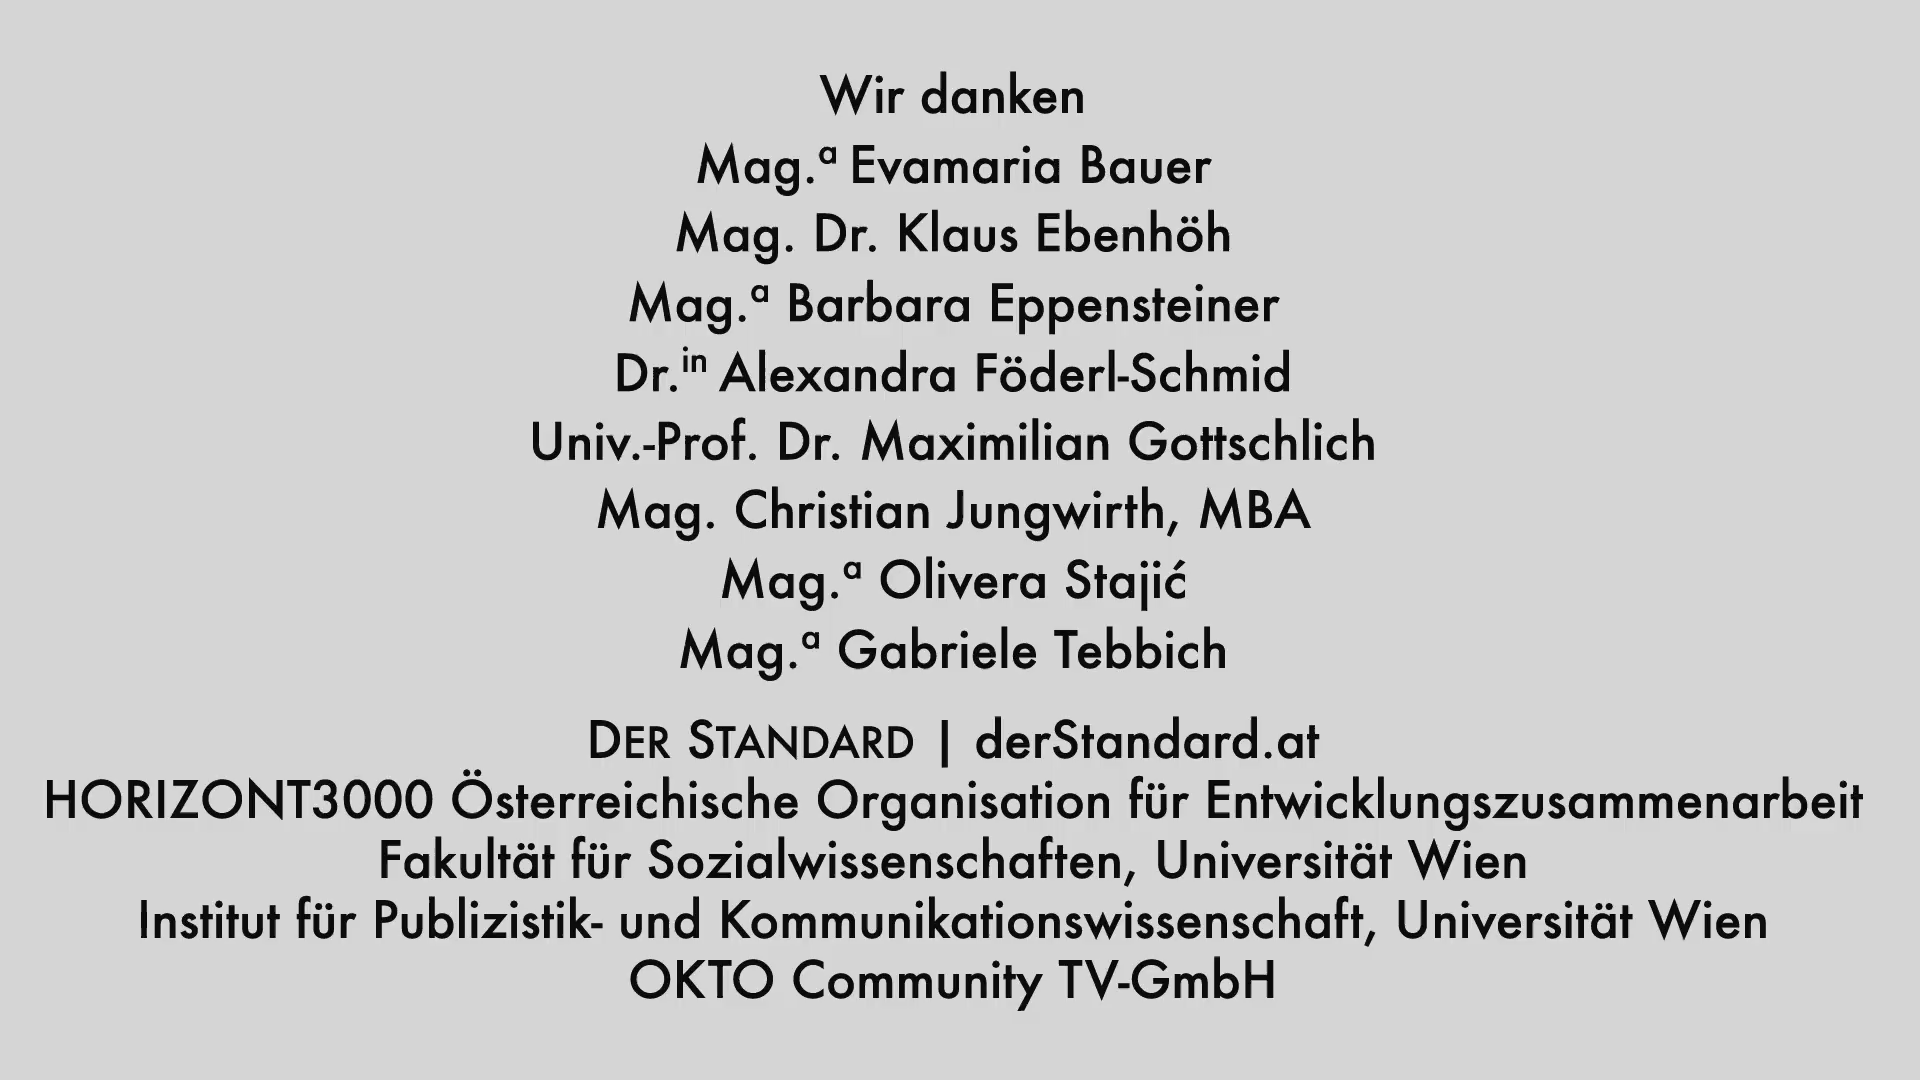 Wir danken
Mag.ª Evamaria Bauer
Mag. Dr. Klaus Ebenhöh
Mag.ª Barbara Eppensteiner
Dr.ⁱⁿ Alexandra Föderl-Schmid
Univ.-Prof. Dr. Maximilian Gottschlich
Mag. Christian Jungwirth, MBA
Mag.ª Olivera Stajić
Mag.ª Gabriele Tebbich
DER STANDARD | derStandard.at
HORIZONT3000 Österreichische Organisation für Entwicklungszusammenarbeit
Fakultät für Sozialwissenschaften, Universität Wien
Institut für Publizistik- und Kommunikationswissenschaft, Universität Wien
OKTO Community TV-GmbH